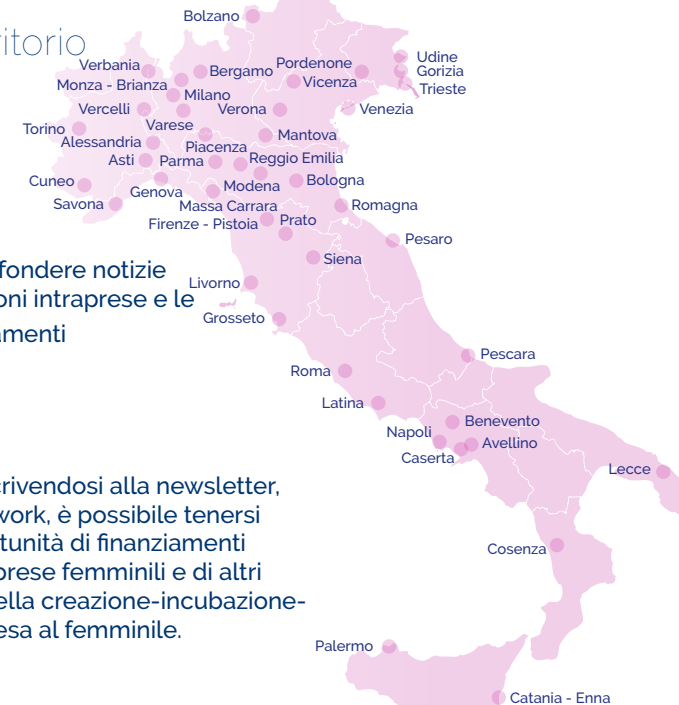 itorio
fondere notizie
oni intraprese e le
menti
crivendosi alla newsletter,
work, è possibile tenersi
tunità di finanziamenti
prese femminili e di altri
ella creazione-incubazione-
esa al femminile.
Bolzano
Verbania
Bergamo
Pordenone
Udine
Gorizia
Trieste
Monza - Brianza
Vicenza
Milano
Vercelli
Verona
Venezia
Torino
Varese
Mantova
Alessandria
Piacenza
Asti
Parma
Reggio Emilia
Cuneo
Genova
Modena
Bologna
Savona
Massa Carrara
Romagna
Firenze - Pistoia
Prato
Pesaro
Siena
Livorno
Grosseto
Pescara
Roma
Latina
Benevento
Napoli
Avellino
Caserta
Lecce
Cosenza
Palermo
Catania - Enna